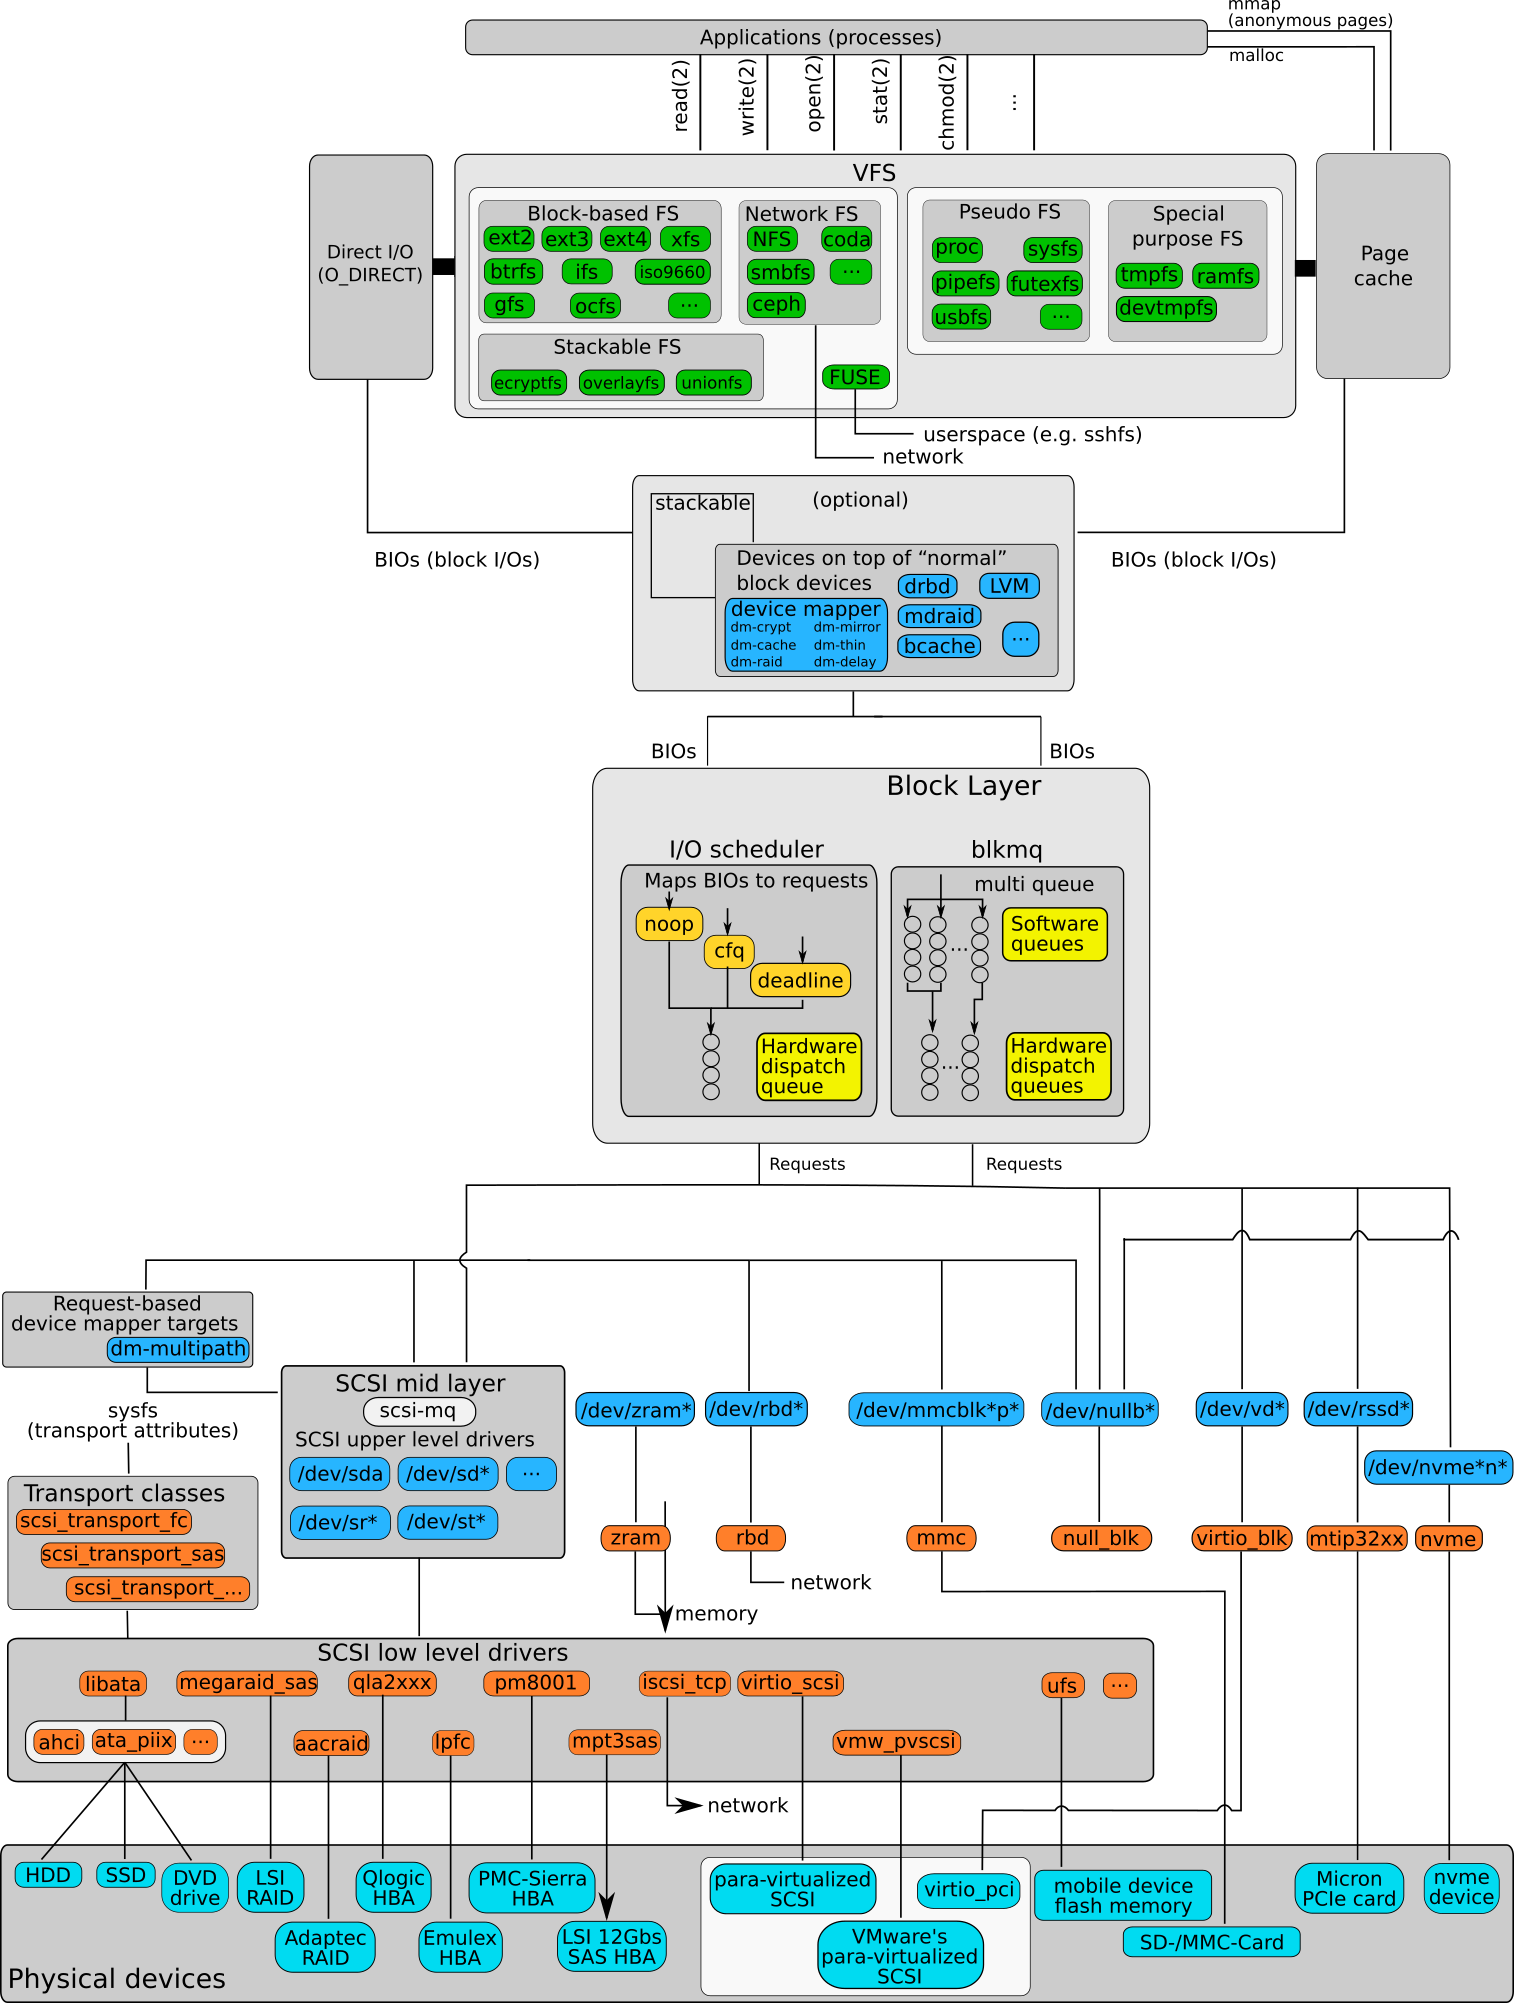 mmap
(anonymous pages)
malloc
Applications (processes)
read(2)
write(2)
open(2)
stat(2)
chmod(2)
...
VFS
Direct I/O
(O_DIRECT)
Block-based FS
ext2 ext3 ext4 xfs
btrfs ifs iso9660
gfs ocfs ...
Network FS
NFS coda
smbfs ...
ceph
Pseudo FS
proc sysfs
pipefs futexfs
usbfs ...
Special
purpose FS
tmpfs ramfs
devtmpfs
Page
cache
Stackable FS
ecryptfs overlayfs unionfs
FUSE
userspace (e.g. sshfs)
network
stackable
(optional)
BIOs (block I/Os)
BIOs (block I/Os)
Devices on top of “normal”
block devices
drbd LVM
mdraid
bcache ...
device mapper
dm-crypt dm-mirror
dm-cache dm-thin
dm-raid dm-delay
BIOs
BIOs
Block Layer
I/O scheduler
Maps BIOs to requests
noop
cfq
deadline
Hardware
dispatch
queue
blkmq
multi queue
Software
queues
...
Hardware
dispatch
queues
...
Requests
Requests
Request-based
device mapper targets
dm-multipath
sysfs
(transport attributes)
SCSI mid layer
scsi-mq
SCSI upper level drivers
/dev/sda /dev/sd* ...
/dev/sr* /dev/st*
/dev/zram* /dev/rbd* /dev/mmcblk*p* /dev/nullb* /dev/vd* /dev/rssd*
/dev/nvme*n*
Transport classes
scsi_transport_fc
scsi_transport_sas
scsi_transport_...
zram rbd mmc null_blk virtio_blk mtip32xx nvme
network
memory
SCSI low level drivers
libata megaraid_sas qla2xxx pm8001 iscsi_tcp virtio_scsi ufs ...
ahci ata_piix ... aacraid lpfc mpt3sas vmw_pvscsi
network
HDD SSD
DVD
drive
LSI
RAID
Qlogic
HBA
PMC-Sierra
HBA
para-virtualized
SCSI
virtio_pci
mobile device
flash memory
Micron
PCIe card
nvme
device
Adaptec
RAID
Emulex
HBA
LSI 12Gbs
SAS HBA
VMware's
para-virtualized
SCSI
SD-/MMC-Card
Physical devices